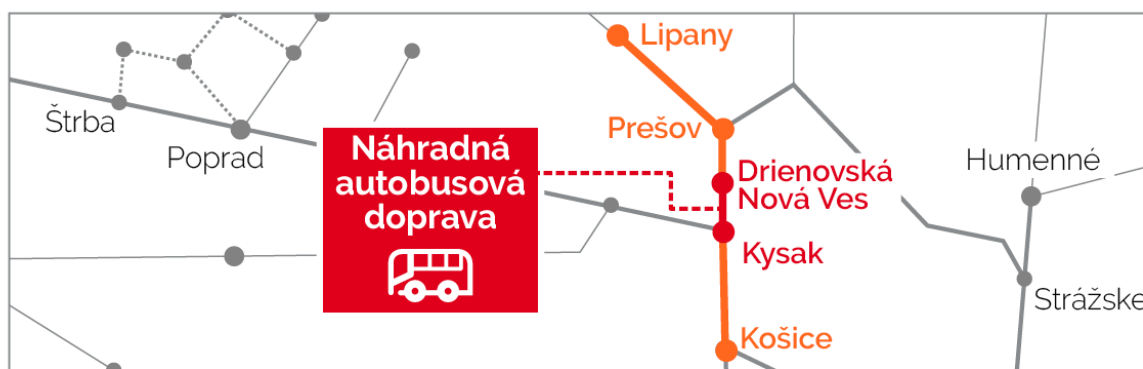 Lipany
Štrba
Poprad
Prešov
Náhradná
autobusová
doprava
Drienovská
Nová Ves
Humenné
Kysak
Strážske
Košice